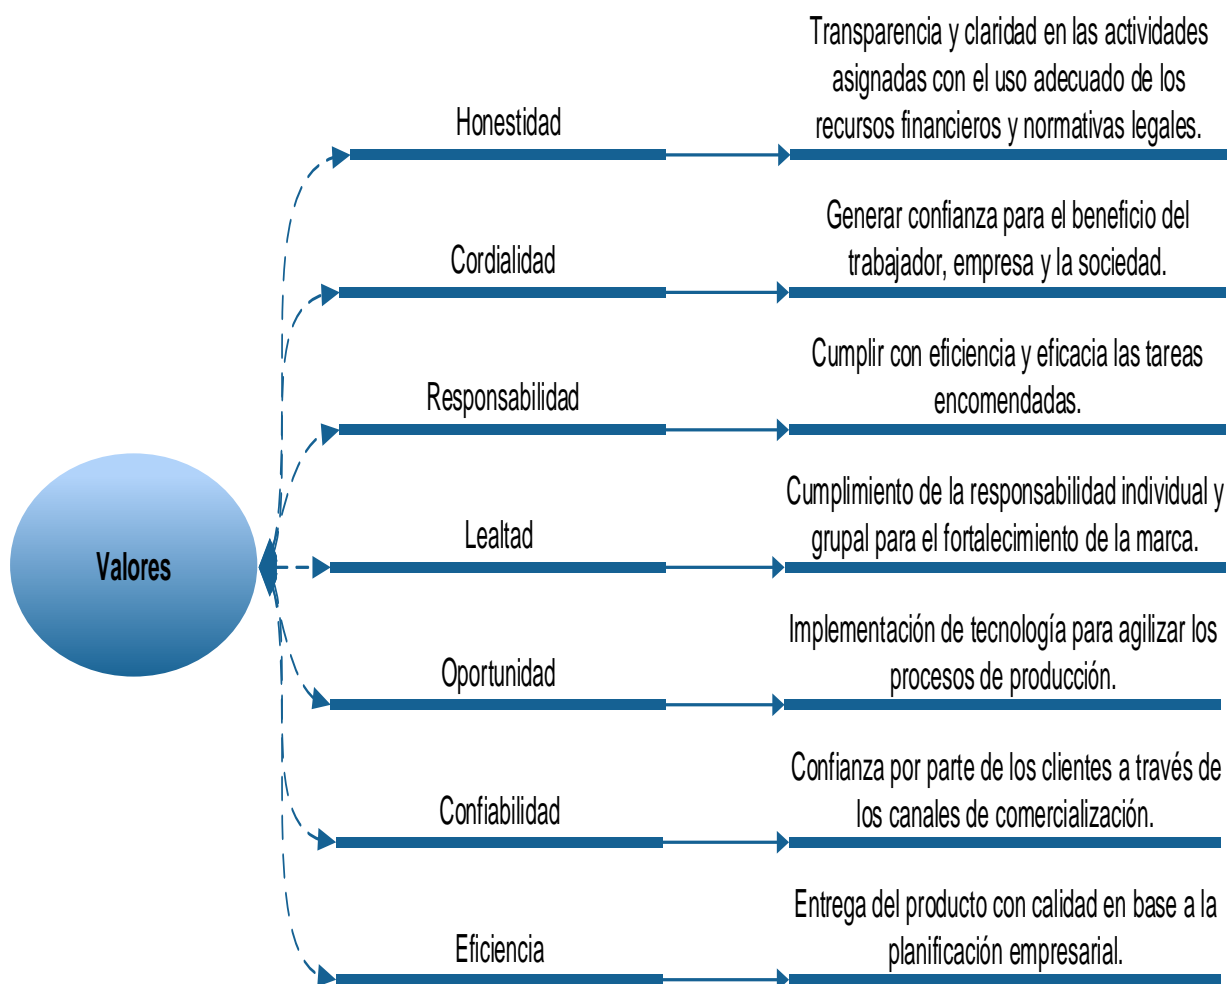 Valores
Honestidad
Transparencia y claridad en las actividades
asignadas con el uso adecuado de los
recursos financieros y normativas legales.
Cordialidad
Generar confianza para el beneficio del
trabajador, empresa y la sociedad.
Responsabilidad
Cumplir con eficiencia y eficacia las tareas
encomendadas.
Lealtad
Cumplimiento de la responsabilidad individual y
grupal para el fortalecimiento de la marca.
Oportunidad
Implementación de tecnología para agilizar los
procesos de producción.
Confiabilidad
Confianza por parte de los clientes a través de
los canales de comercialización.
Eficiencia
Entrega del producto con calidad en base a la
planificación empresarial.